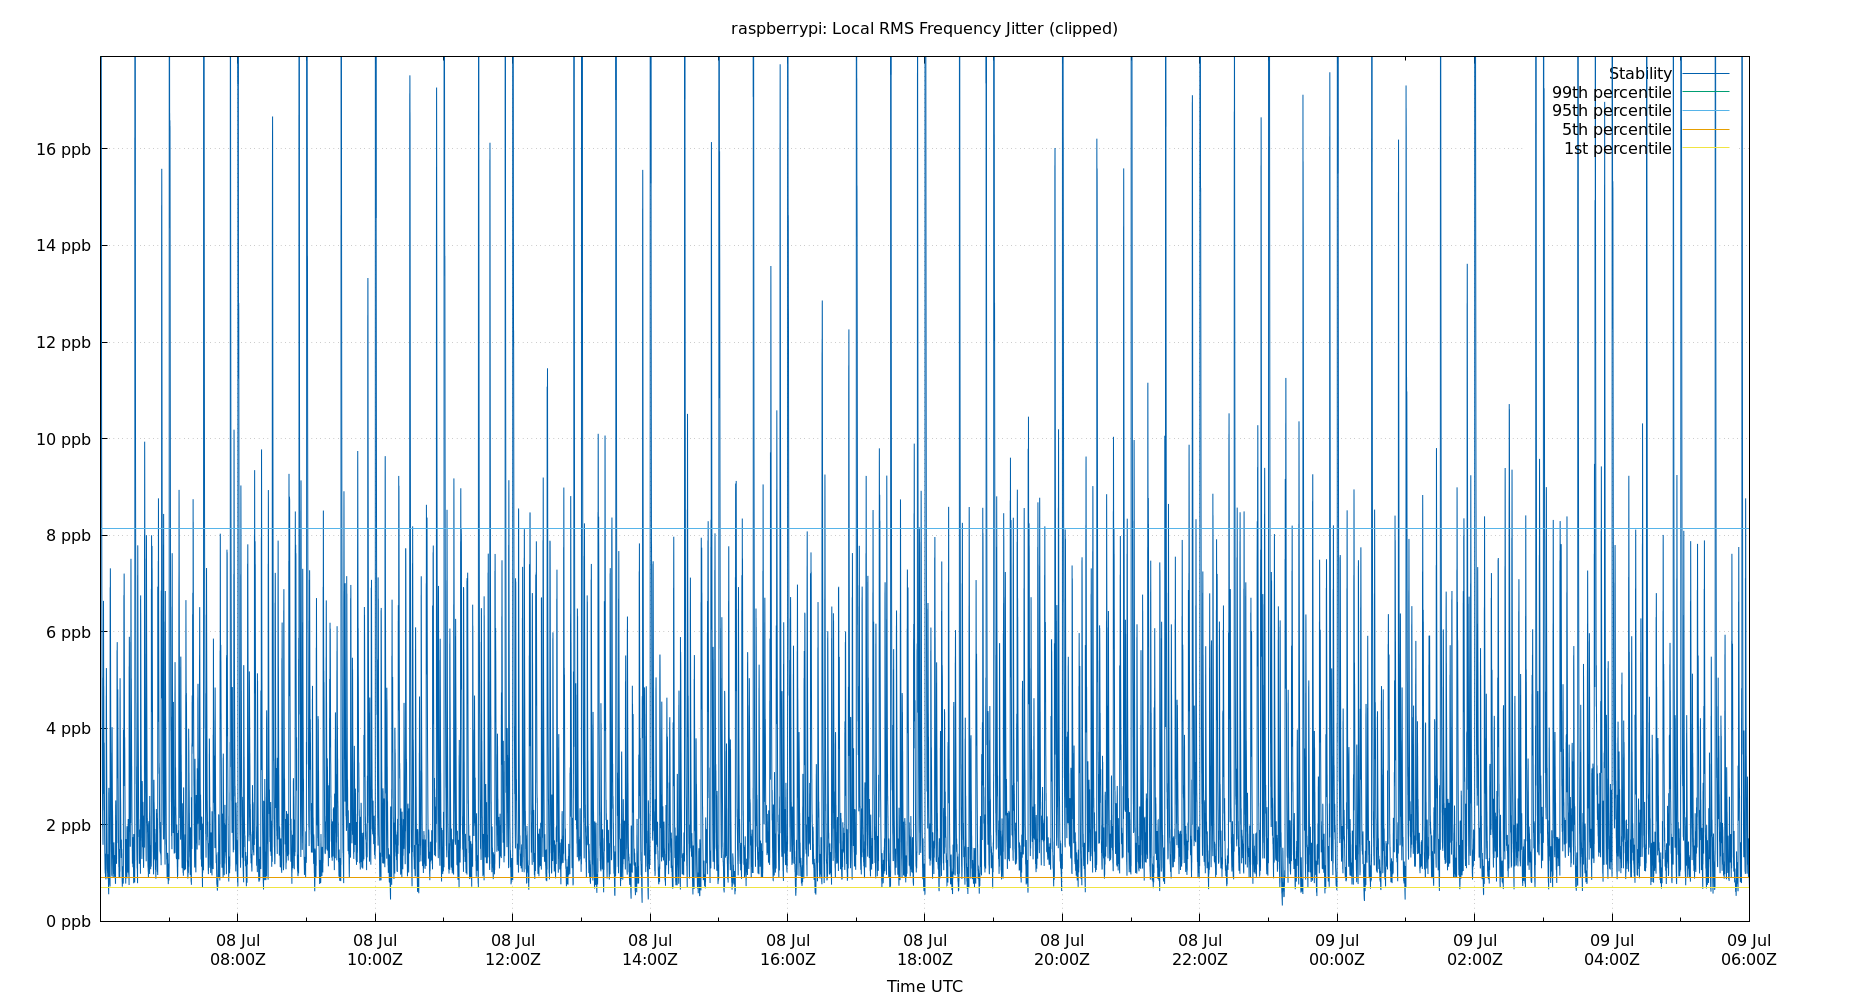 raspberrypi: Local RMS Frequency Jitter (clipped)
Stability
99th percentile
95th percentile
5th percentile
1st percentile
16 ppb
14 ppb
12 ppb
10 ppb
8 ppb
6 ppb
4 ppb
2 ppb
0 ppb
08 Jul 08 Jul 08 Jul 08 Jul 08 Jul 08 Jul 08 Jul 08 Jul 09 Jul 09 Jul 09 Jul 09 Jul
08:00Z 10:00Z 12:00Z 14:00Z 16:00Z 18:00Z 20:00Z 22:00Z 00:00Z 02:00Z 04:00Z 06:00Z
Time UTC